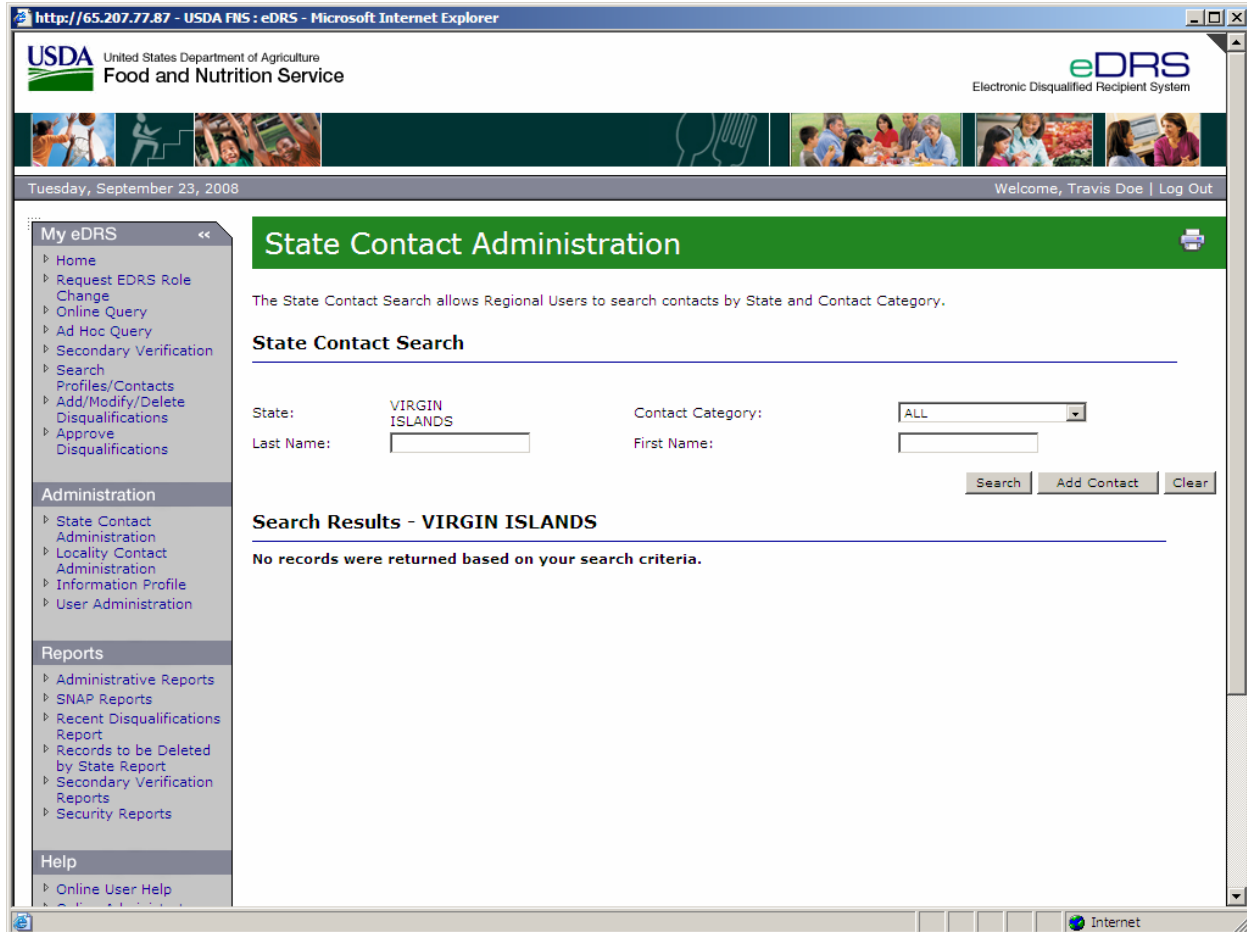 http://65.207.77.87 - USDA FNS : eDRS - Microsoft Internet Explorer
USDA
United States Department of Agriculture
Food and Nutrition Service
eDRS
Electronic Disqualified Recipient System
Tuesday, September 23, 2008
Welcome, Travis Doe | Log Out
My eDRS «
Home
Request EDRS Role
Change
Online Query
Ad Hoc Query
Secondary Verification
Search
Profiles/Contacts
Add/Modify/Delete
Disqualifications
Approve
Disqualifications
Administration
State Contact
Administration
Locality Contact
Administration
Information Profile
User Administration
Reports
Administrative Reports
SNAP Reports
Recent Disqualifications
Report
Records to be Deleted
by State Report
Secondary Verification
Reports
Security Reports
Help
Online User Help
State Contact Administration
The State Contact Search allows Regional Users to search contacts by State and Contact Category.
State Contact Search
State: VIRGIN
ISLANDS
Contact Category: ALL
Last Name:
First Name:
Search Add Contact Clear
Search Results - VIRGIN ISLANDS
No records were returned based on your search criteria.
Internet